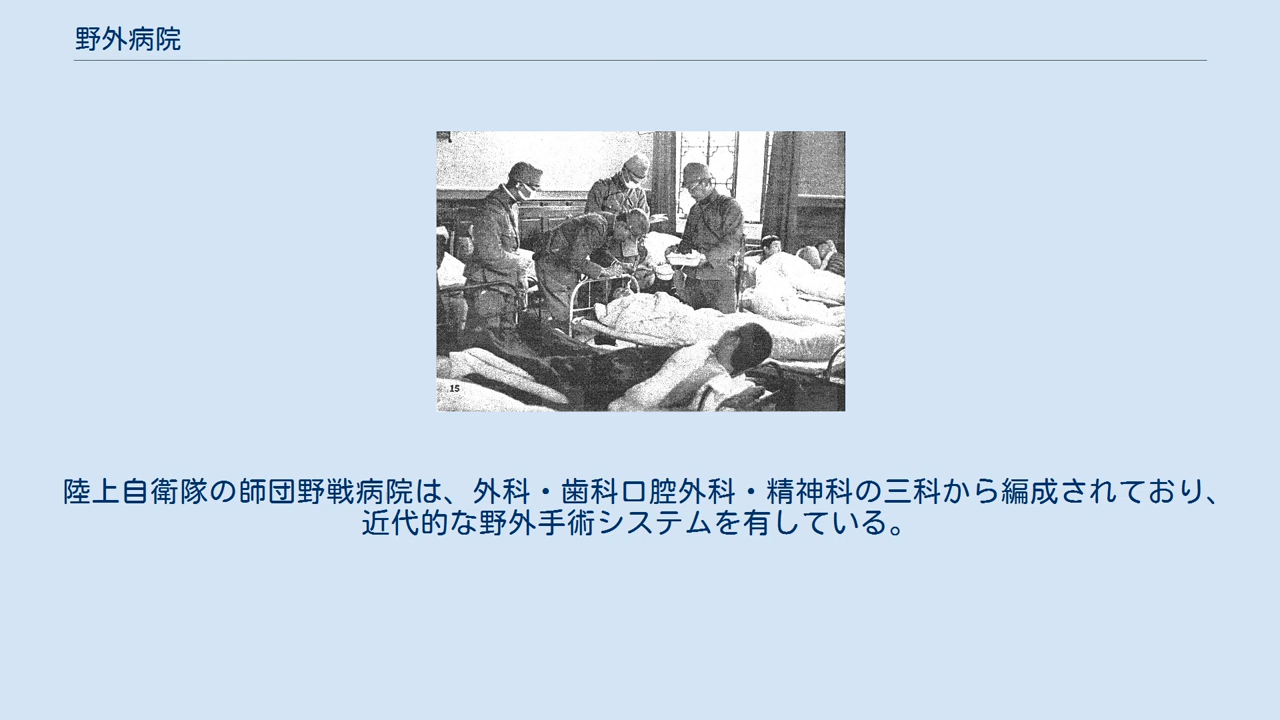 野外病院
15
陸上自衛隊の師団野戦病院は、外科・歯科口腔外科・精神科の三科から編成されており、
近代的な野外手術システムを有している。